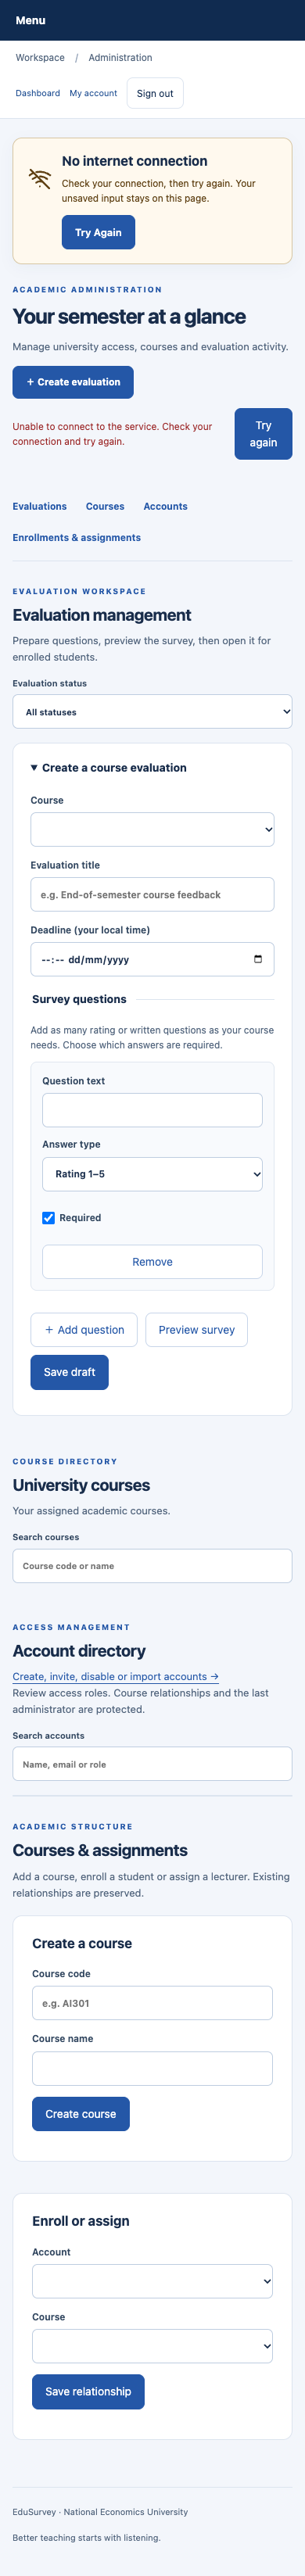 Menu
Workspace / Administration
Dashboard My account Sign out
No internet connection
Check your connection, then try again. Your
unsaved input stays on this page.
Try Again
ACADEMIC ADMINISTRATION
Your semester at a glance
Manage university access, courses and evaluation activity.
+ Create evaluation
Unable to connect to the service. Check your
connection and try again.
Try
again
Evaluations Courses Accounts
Enrollments & assignments
EVALUATION WORKSPACE
Evaluation management
Prepare questions, preview the survey, then open it for
enrolled students.
Evaluation status
All statuses
▼ Create a course evaluation
Course
Evaluation title
e.g. End-of-semester course feedback
Deadline (your local time)
--:-- dd/mm/yyyy
Survey questions
Add as many rating or written questions as your course
needs. Choose which answers are required.
Question text
Answer type
Rating 1–5
Required
Remove
+ Add question Preview survey
Save draft
COURSE DIRECTORY
University courses
Your assigned academic courses.
Search courses
Course code or name
ACCESS MANAGEMENT
Account directory
Create, invite, disable or import accounts →
Review access roles. Course relationships and the last
administrator are protected.
Search accounts
Name, email or role
ACADEMIC STRUCTURE
Courses & assignments
Add a course, enroll a student or assign a lecturer. Existing
relationships are preserved.
Create a course
Course code
e.g. AI301
Course name
Create course
Enroll or assign
Account
Course
Save relationship
EduSurvey · National Economics University
Better teaching starts with listening.